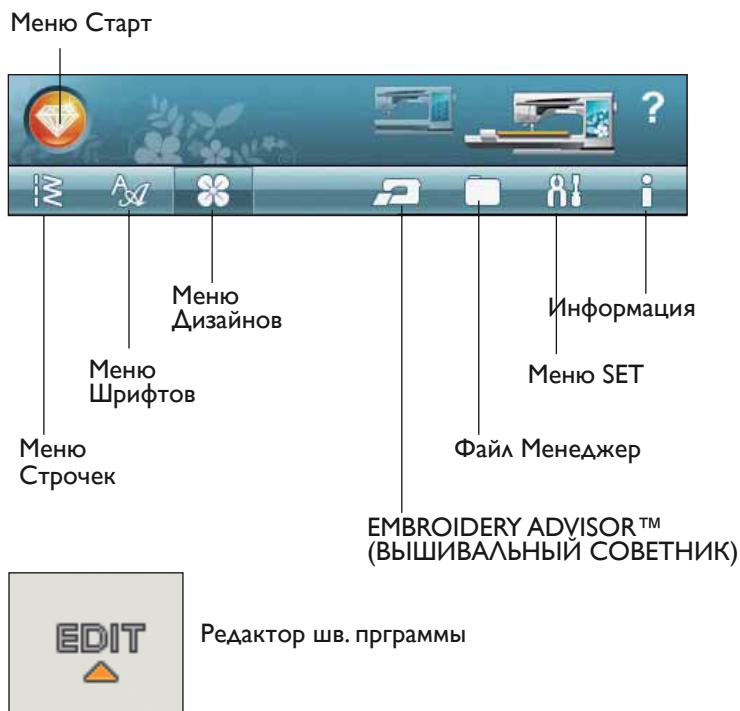 Меню Старт
?
Меню
Дизайнов
Информация
Меню
Шрифтов
Меню SET
Меню
Строчек
Файл Менеджер
EMBROIDERY ADVISOR™
(ВЫШИВАЛЬНЫЙ СОВЕТНИК)
EDIT
Редактор шв. прграммы